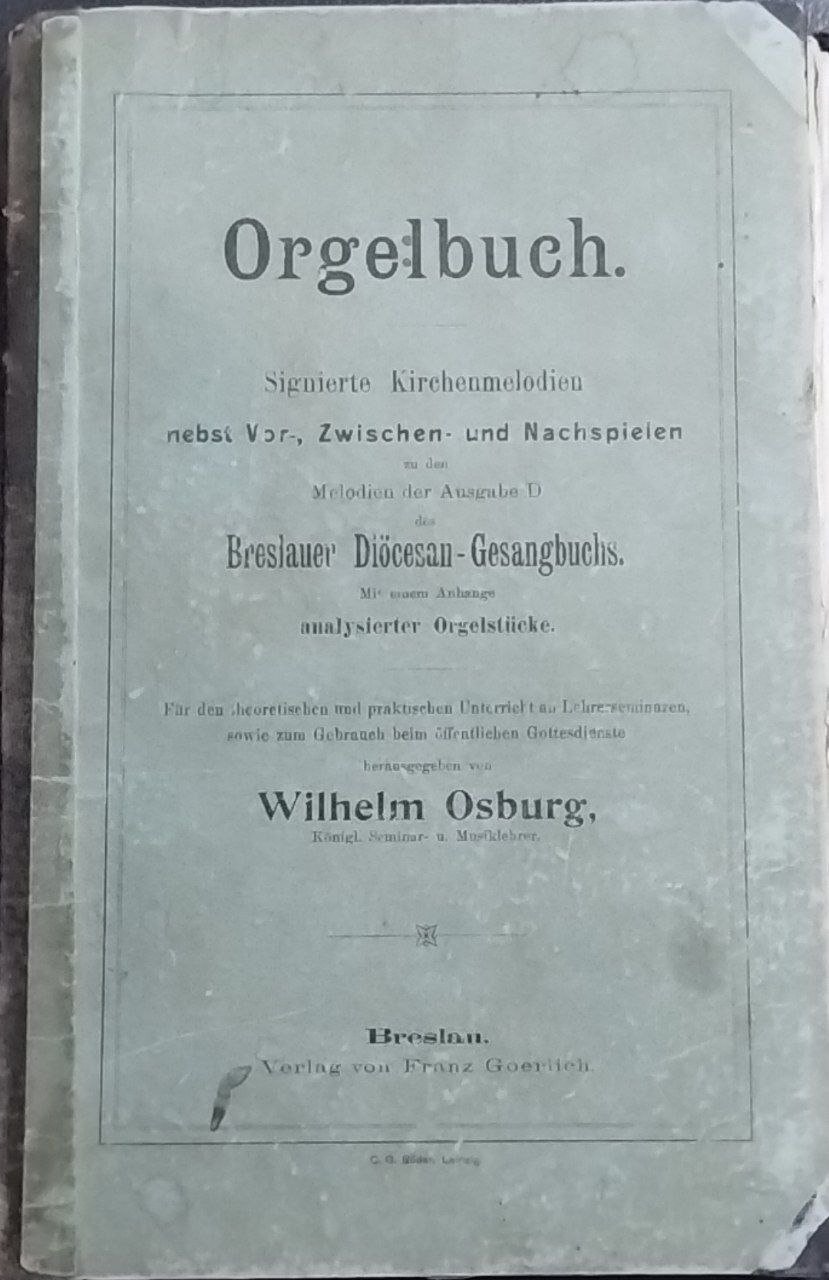 Orgelbuch.
Signierte Kirchenmelodien
nebst Vor-, Zwischen- und Nachspielen
zu den
Melodien der Ausgabe D
des
Breslauer Diöcesan-Gesangbuchs.
Mit einem Anhange
analysierter Orgelstücke.
Für den theoretischen und praktischen Unterricht an Lehrerseminaren,
sowie zum Gebrauch beim öffentlichen Gottesdienste
herausgegeben von
Wilhelm Osburg,
Königl. Seminar- u. Musiklehrer.
Breslau.
Verlag von Franz Goerlich.
C. G. Röder, Leipzig.